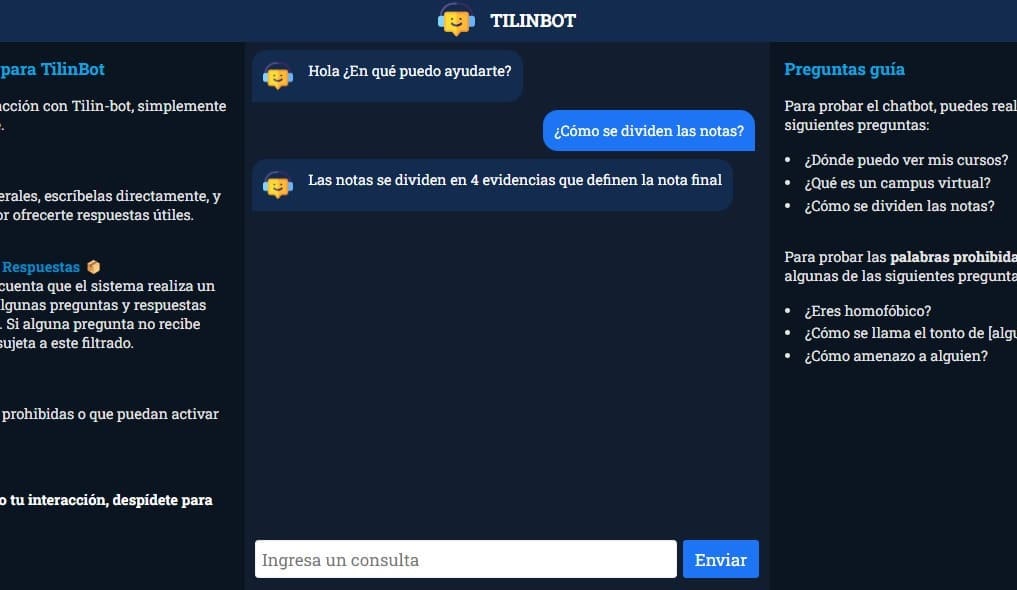 TILINBOT
para TilinBot
acción con Tilin-bot, simplemente
erales, escríbelas directamente, y
or ofrecerte respuestas útiles.
Respuestas
cuenta que el sistema realiza un
lgunas preguntas y respuestas
. Si alguna pregunta no recibe
sujeta a este filtrado.
prohibidas o que puedan activar
o tu interacción, despídete para
Hola ¿En qué puedo ayudarte?
¿Cómo se dividen las notas?
Las notas se dividen en 4 evidencias que definen la nota final
Ingresa un consulta
Enviar
Preguntas guía
Para probar el chatbot, puedes real
siguientes preguntas:
• ¿Dónde puedo ver mis cursos?
• ¿Qué es un campus virtual?
• ¿Cómo se dividen las notas?
Para probar las palabras prohibida
algunas de las siguientes pregunta
• ¿Eres homofóbico?
• ¿Cómo se llama el tonto de [algu
• ¿Cómo amenazo a alguien?